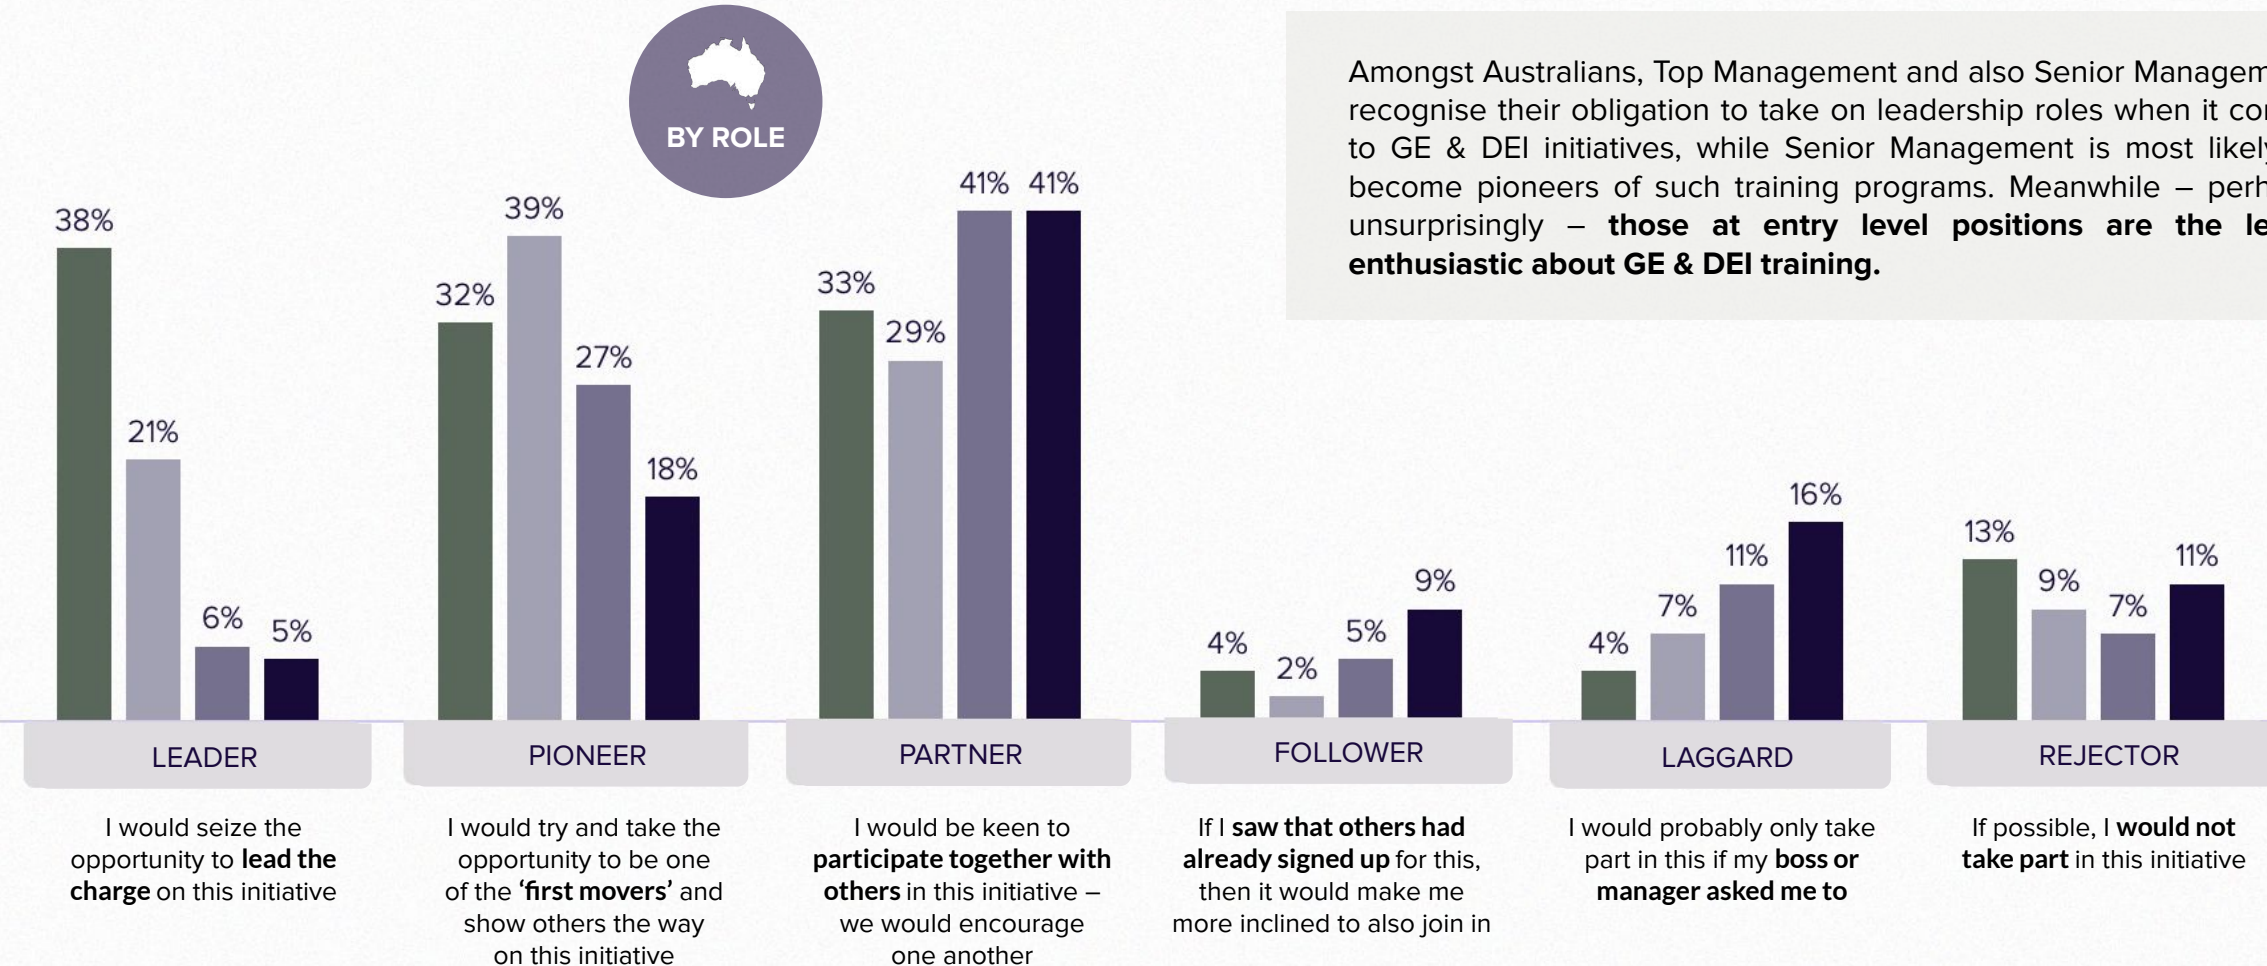 BY ROLE
Amongst Australians, Top Management and also Senior Managem
recognise their obligation to take on leadership roles when it co
to GE & DEI initiatives, while Senior Management is most likely
become pioneers of such training programs. Meanwhile – perh
unsurprisingly – those at entry level positions are the le
enthusiastic about GE & DEI training.
38%
21%
6%
5%
32%
39%
27%
18%
33%
29%
41%
41%
4%
2%
5%
9%
4%
7%
11%
16%
13%
9%
7%
11%
LEADER
I would seize the
opportunity to lead the
charge on this initiative
PIONEER
I would try and take the
opportunity to be one
of the ‘first movers’ and
show others the way
on this initiative
PARTNER
I would be keen to
participate together with
others in this initiative –
we would encourage
one another
FOLLOWER
If I saw that others had
already signed up for this,
then it would make me
more inclined to also join in
LAGGARD
I would probably only take
part in this if my boss or
manager asked me to
REJECTOR
If possible, I would not
take part in this initiative